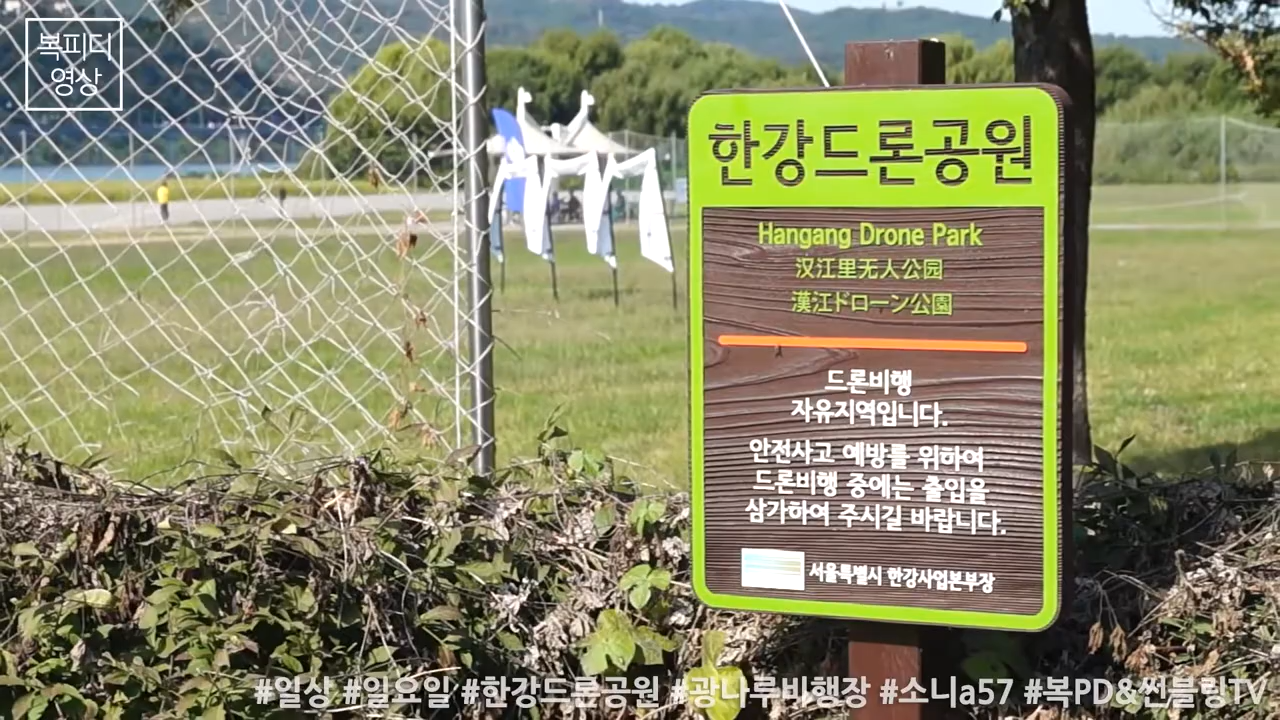 복피디
영상
한강드론공원
Hangang Drone Park
汉江里无人公园
漢江ドローン公園
드론비행
자유지역입니다.
안전사고 예방를 위하여
드론비행 중에는 출입을
삼가하여 주시길 바랍니다.
서울특별시 한강사업본부장
#일상 #일요일 #한강드론공원 #광나루비행장 #소니a57 #복PD&썬블링TV